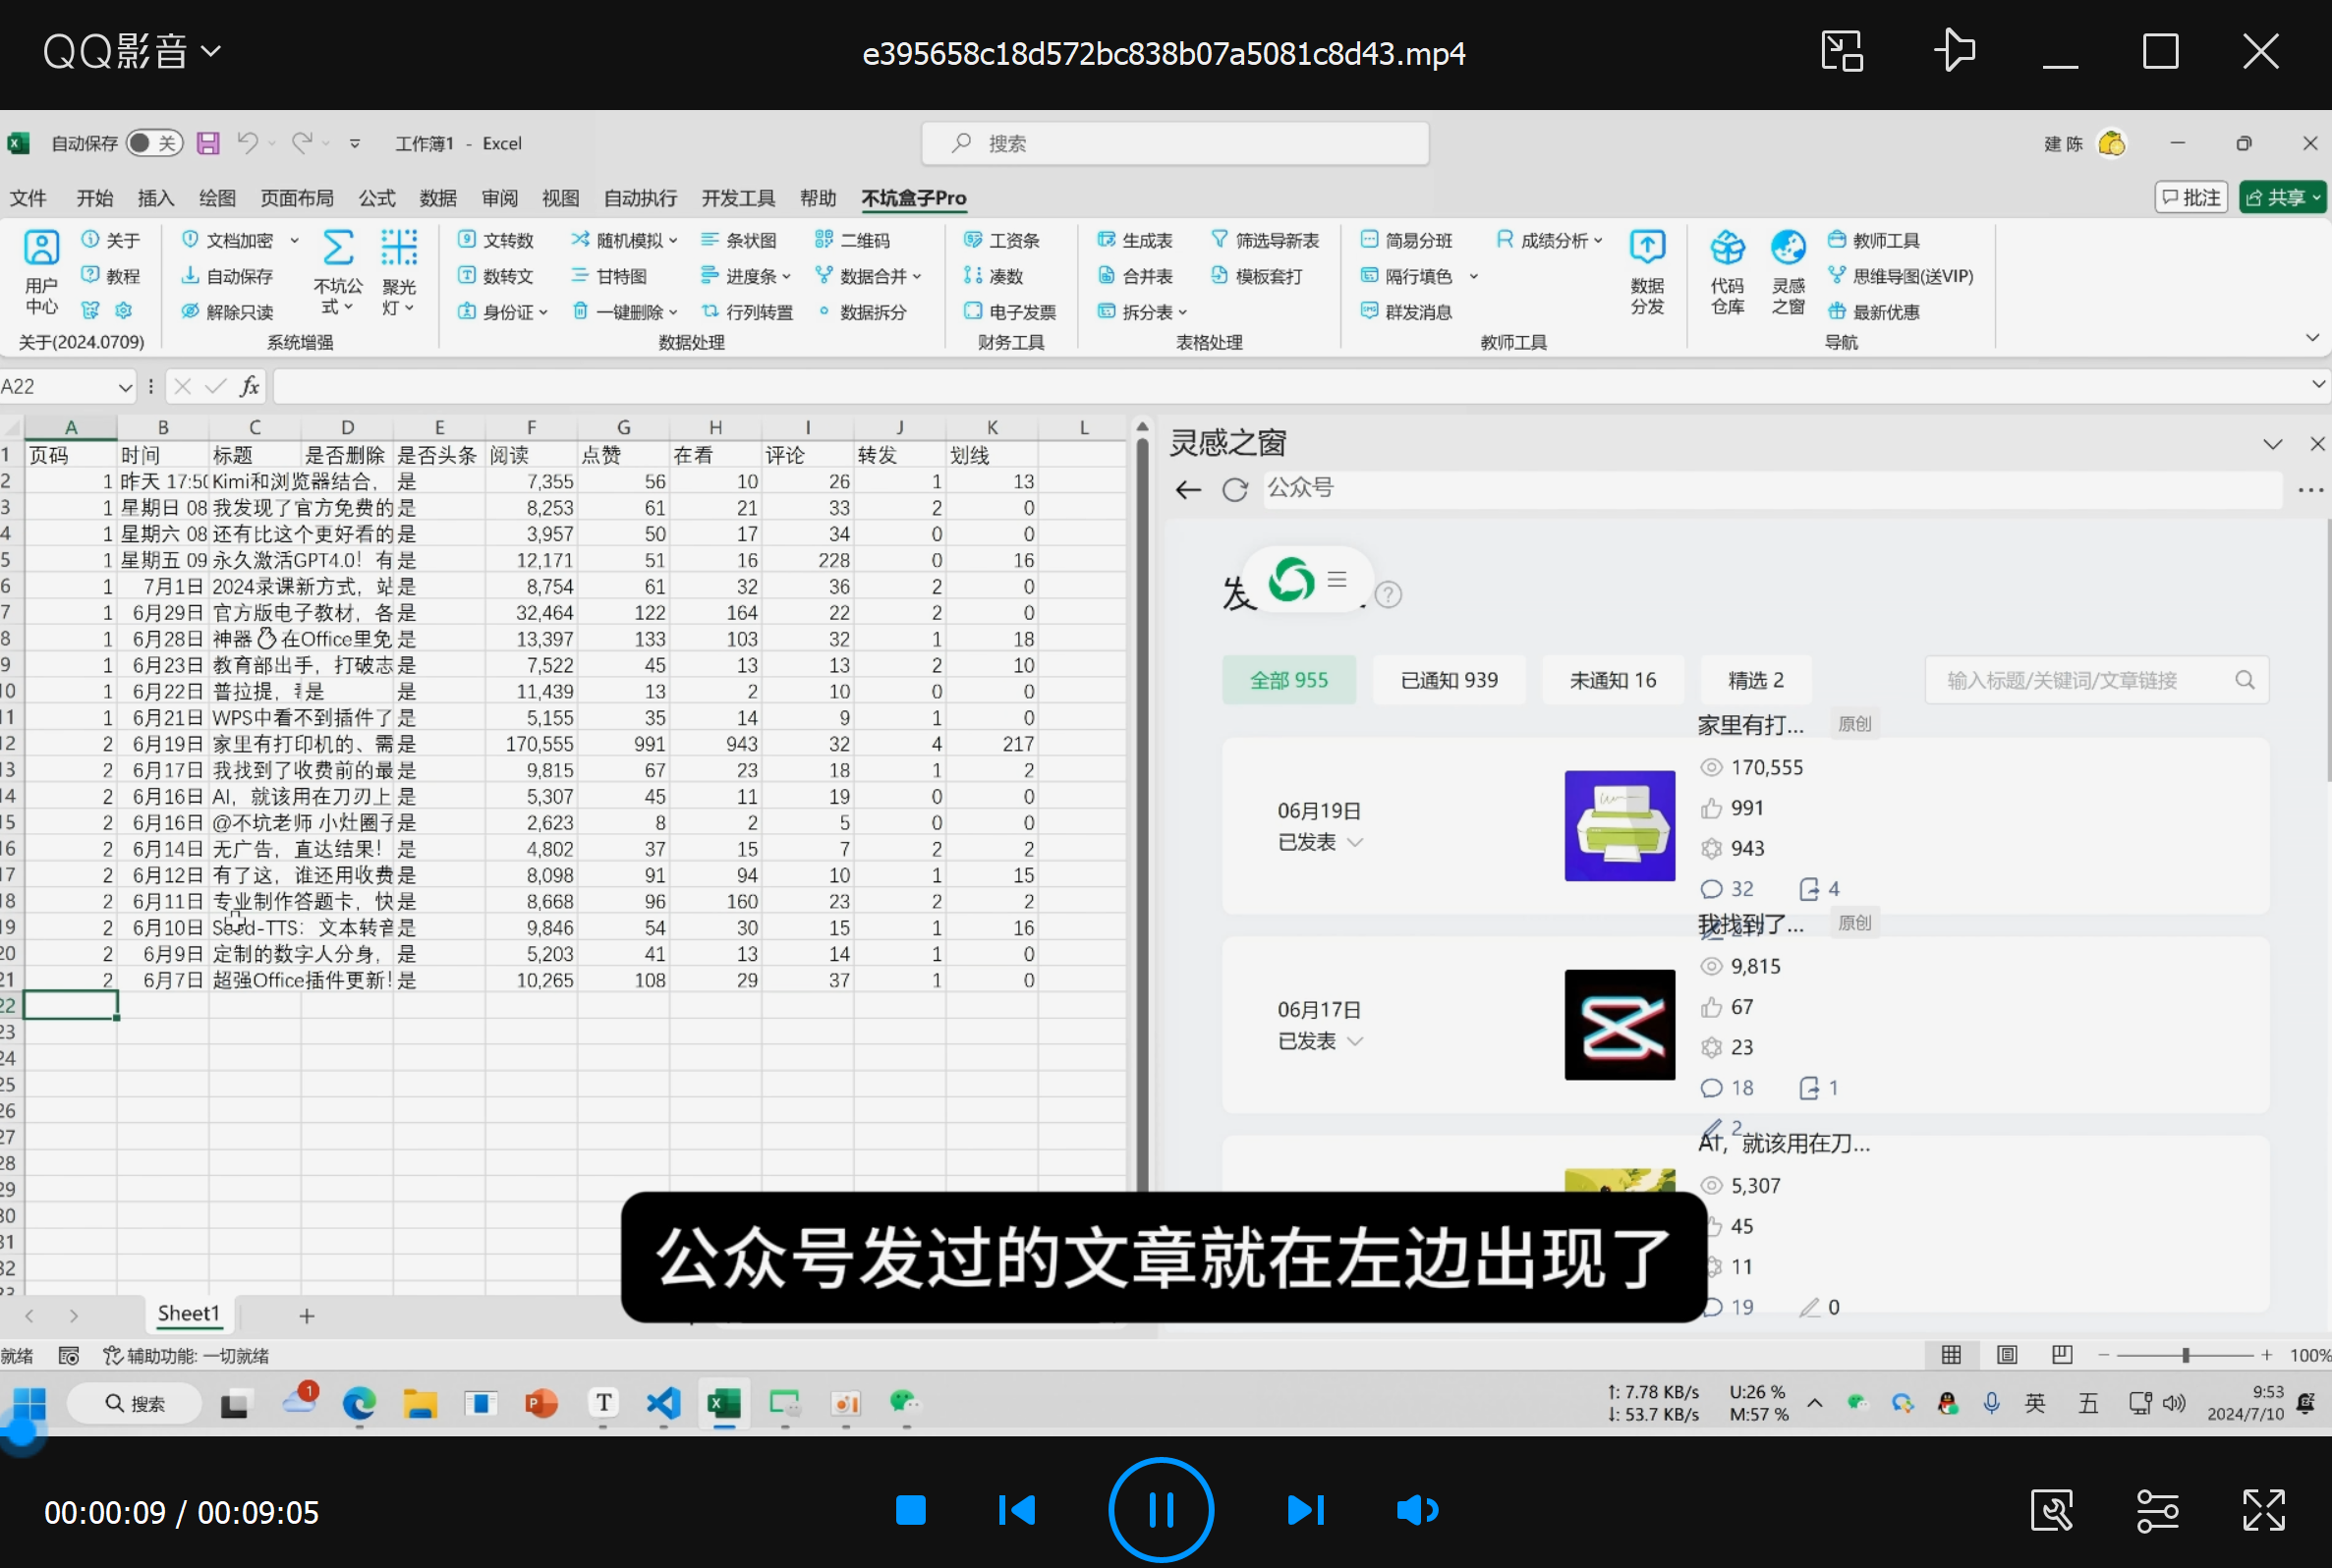 QQ影音
e395658c18d572bc838b07a5081c8d43.mp4
自动保存 关 工作簿1 - Excel
搜索
建 陈
文件 开始 插入 绘图 页面布局 公式 数据 审阅 视图 自动执行 开发工具 帮助 不坑盒子Pro
批注 共享
用户中心 关于 教程
关于(2024.0709)
文档加密 自动保存 解除只读 不坑公式 聚光灯
系统增强
文转数 随机模拟 条状图 二维码
数转文 甘特图 进度条 数据合并
身份证 一键删除 行列转置 数据拆分
数据处理
工资条 凑数 电子发票
财务工具
生成表 筛选导新表
合并表 模板套打
拆分表
表格处理
简易分班 成绩分析
隔行填色
群发消息
数据分发
教师工具
代码仓库 灵感之窗
教师工具
思维导图(送VIP)
最新优惠
导航
A22 fx
A B C D E F G H I J K L
1 页码 时间 标题 是否删除 是否头条 阅读 点赞 在看 评论 转发 划线
2 1 昨天 17:50 Kimi和浏览器结合， 是 7,355 56 10 26 1 13
3 1 星期日 08 我发现了官方免费的 是 8,253 61 21 33 2 0
4 1 星期六 08 还有比这个更好看的 是 3,957 50 17 34 0 0
5 1 星期五 09 永久激活GPT4.0！有 是 12,171 51 16 228 0 16
6 1 7月1日 2024录课新方式，站 是 8,754 61 32 36 2 0
7 1 6月29日 官方版电子教材，各 是 32,464 122 164 22 2 0
8 1 6月28日 神器 在Office里免 是 13,397 133 103 32 1 18
9 1 6月23日 教育部出手，打破志 是 7,522 45 13 13 2 10
10 1 6月22日 普拉提， 是 是 11,439 13 2 10 0 0
11 1 6月21日 WPS中看不到插件了 是 5,155 35 14 9 1 0
12 2 6月19日 家里有打印机的、需 是 170,555 991 943 32 4 217
13 2 6月17日 我找到了收费前的最 是 9,815 67 23 18 1 2
14 2 6月16日 AI，就该用在刀刃上 是 5,307 45 11 19 0 0
15 2 6月16日 @不坑老师 小灶圈子 是 2,623 8 2 5 0 0
16 2 6月14日 无广告，直达结果！ 是 4,802 37 15 7 2 2
17 2 6月12日 有了这，谁还用收费 是 8,098 91 94 10 1 15
18 2 6月11日 专业制作答题卡，快 是 8,668 96 160 23 2 2
19 2 6月10日 Seed-TTS：文本转音 是 9,846 54 30 15 1 16
20 2 6月9日 定制的数字人分身， 是 5,203 41 13 14 1 0
21 2 6月7日 超强Office插件更新！ 是 10,265 108 29 37 1 0
22
23
24
25
26
27
28
29
30
31
32
灵感之窗
公众号
发
全部 955 已通知 939 未通知 16 精选 2
输入标题/关键词/文章链接
家里有打... 原创
170,555
06月19日
已发表
991
943
32 4
我找到了... 原创
9,815
06月17日
已发表
67
23
18 1
2
AI，就该用在刀...
5,307
45
11
19 0
公众号发过的文章就在左边出现了
Sheet1
就绪 辅助功能: 一切就绪
100%
搜索
1
↑: 7.78 KB/s U:26 %
↓: 53.7 KB/s M:57 %
英 五
9:53
2024/7/10
00:00:09 / 00:09:05